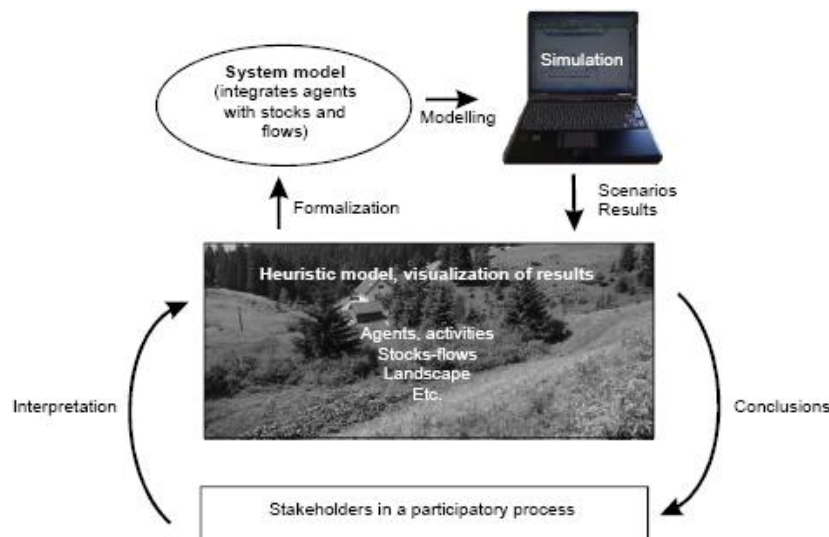 System model
(integrates agents
with stocks and
flows)
Modelling
Simulation
Formalization
Scenarios
Results
Heuristic model, visualization of results
Agents, activities
Stocks-flows
Landscape
Etc.
Interpretation
Conclusions
Stakeholders in a participatory process